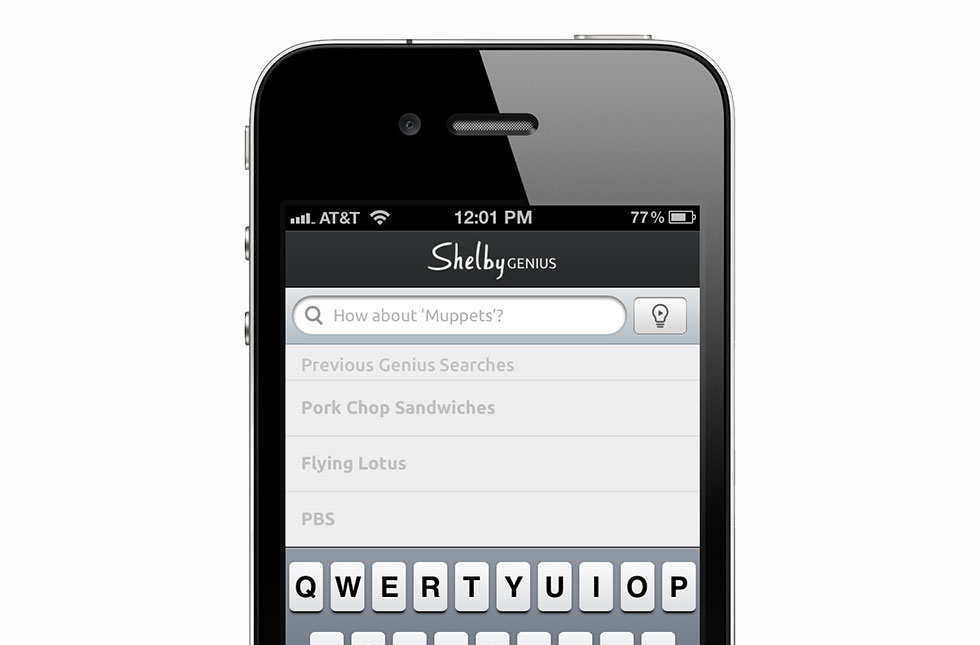 AT&T 12:01 PM 77%
Shelby GENIUS
How about ‘Muppets’?
Previous Genius Searches
Pork Chop Sandwiches
Flying Lotus
PBS
Q W E R T Y U I O P